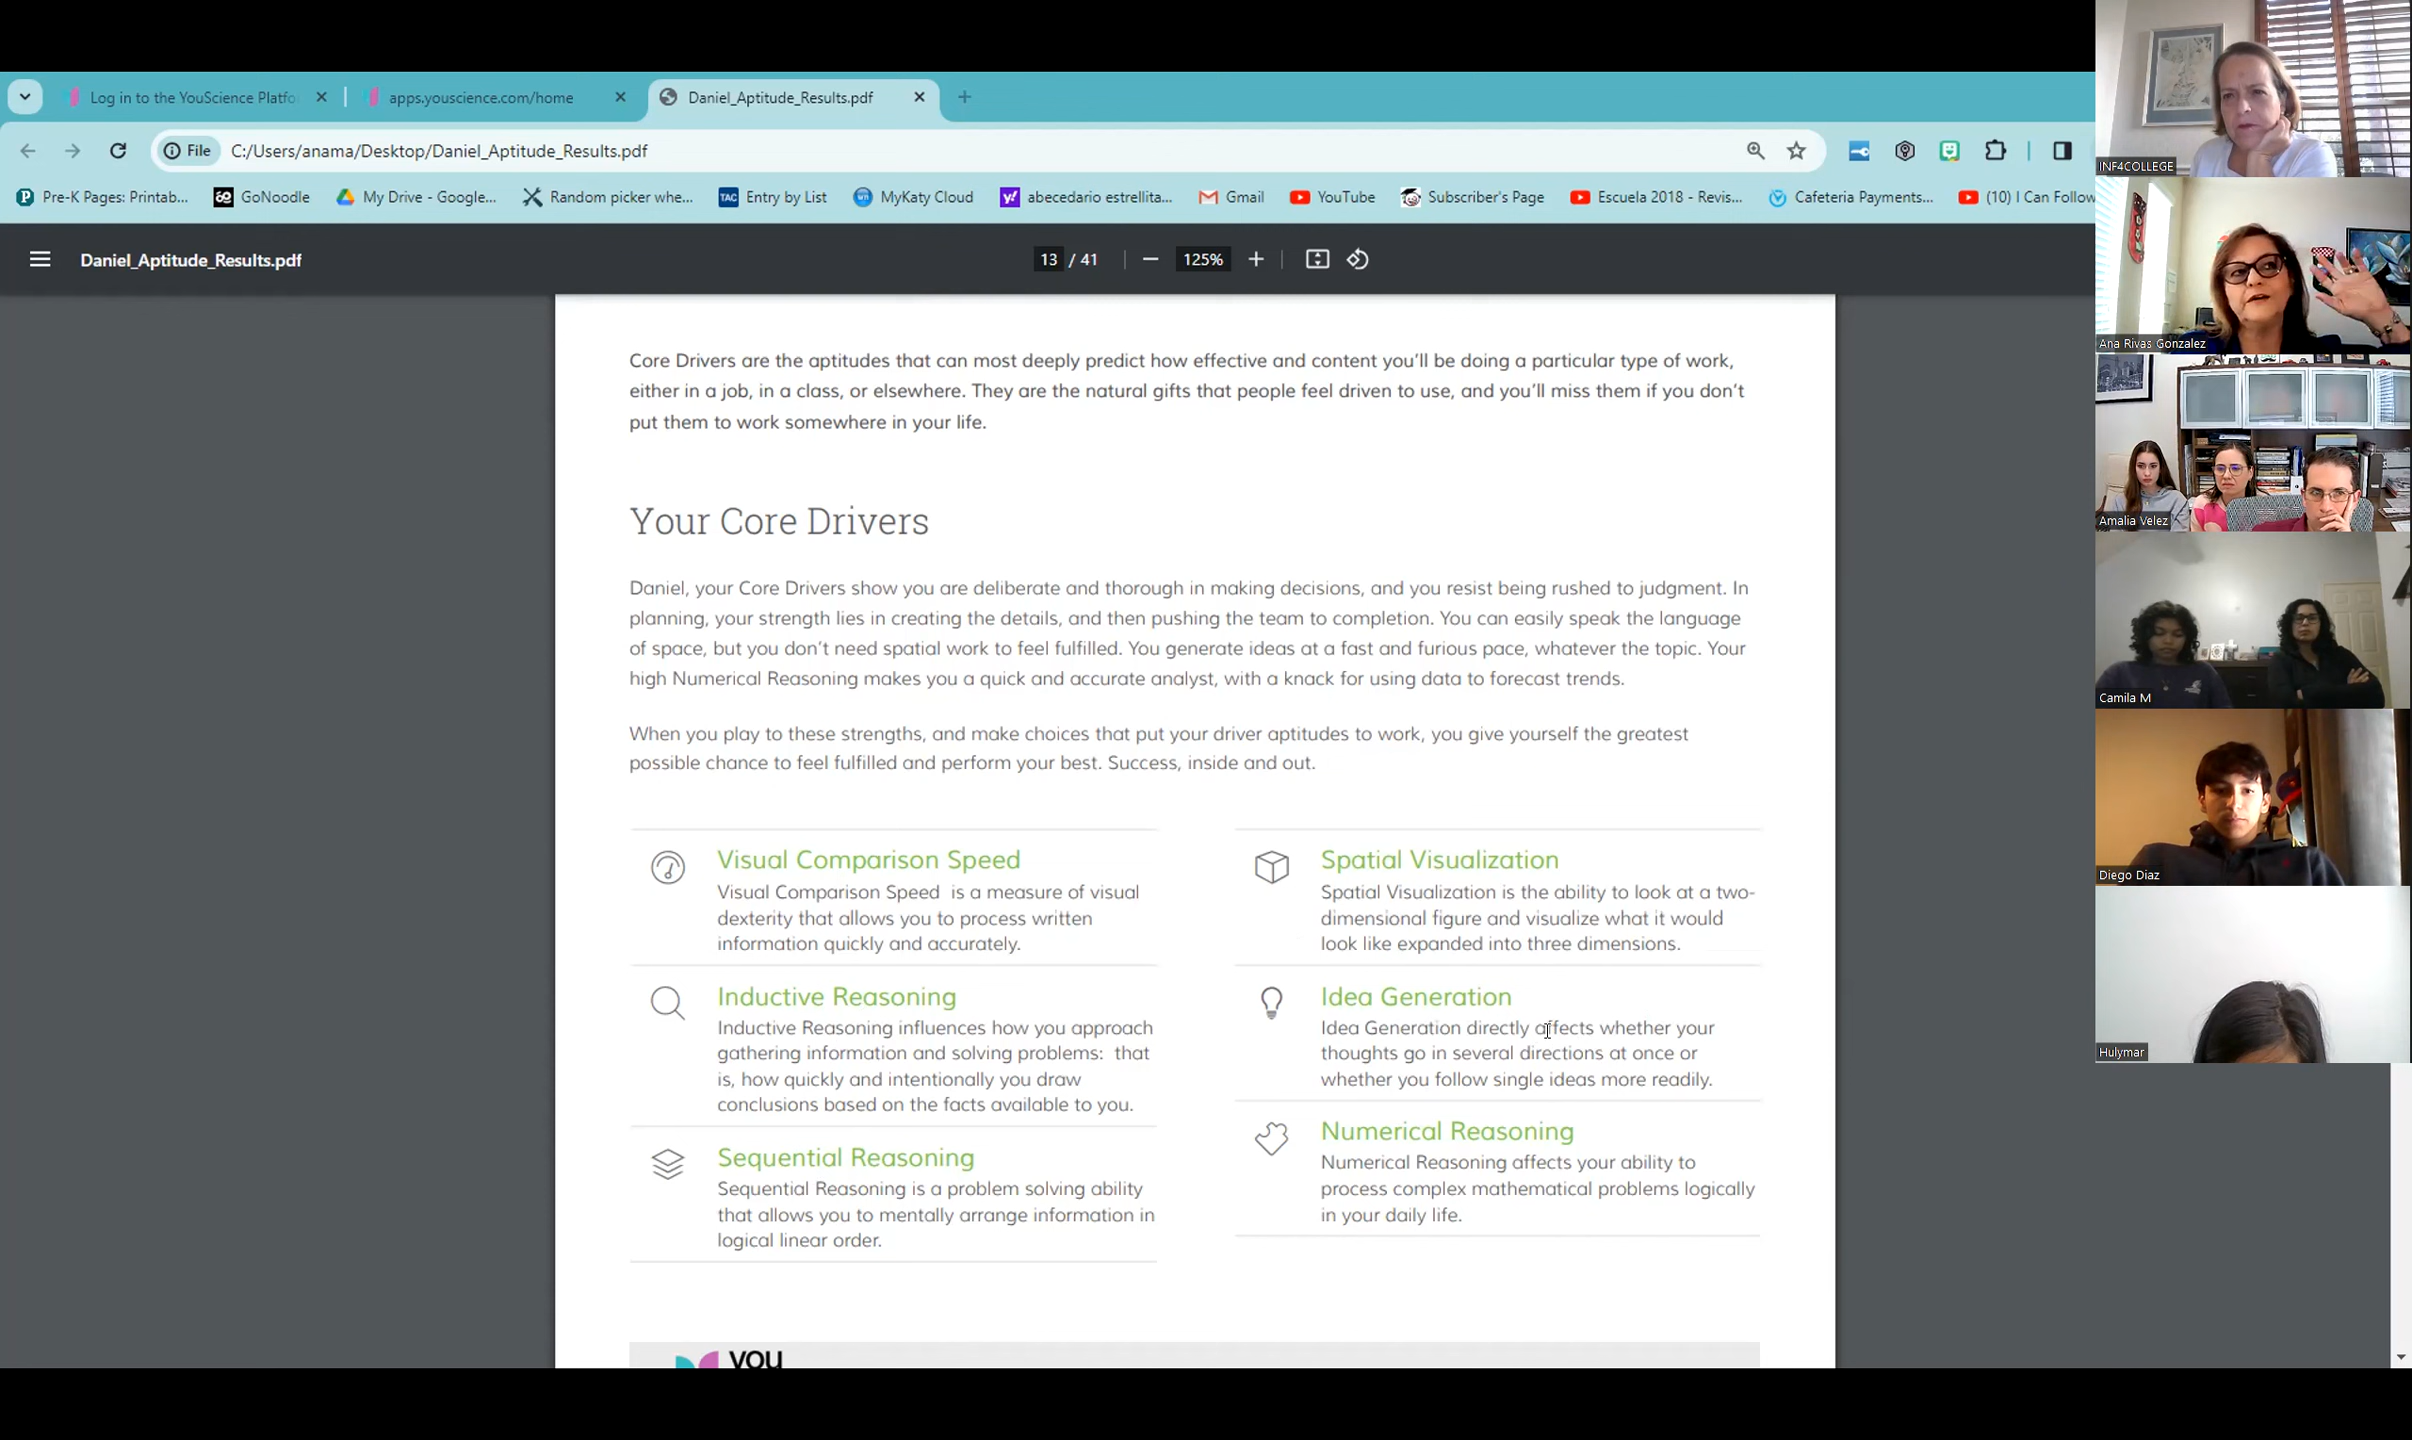 Log in to the YouScience Platfo
apps.youscience.com/home
Daniel_Aptitude_Results.pdf
File
C:/Users/anama/Desktop/Daniel_Aptitude_Results.pdf
Pre-K Pages: Printab...
GoNoodle
My Drive - Google...
Random picker whe...
TAC
Entry by List
MyKaty Cloud
abecedario estrellita...
Gmail
YouTube
Subscriber's Page
Escuela 2018 - Revis...
Cafeteria Payments...
(10) I Can Follow
Daniel_Aptitude_Results.pdf
13 / 41
125%
Core Drivers are the aptitudes that can most deeply predict how effective and content you'll be doing a particular type of work,
either in a job, in a class, or elsewhere. They are the natural gifts that people feel driven to use, and you'll miss them if you don't
put them to work somewhere in your life.
Your Core Drivers
Daniel, your Core Drivers show you are deliberate and thorough in making decisions, and you resist being rushed to judgment. In
planning, your strength lies in creating the details, and then pushing the team to completion. You can easily speak the language
of space, but you don't need spatial work to feel fulfilled. You generate ideas at a fast and furious pace, whatever the topic. Your
high Numerical Reasoning makes you a quick and accurate analyst, with a knack for using data to forecast trends.
When you play to these strengths, and make choices that put your driver aptitudes to work, you give yourself the greatest
possible chance to feel fulfilled and perform your best. Success, inside and out.
Visual Comparison Speed
Visual Comparison Speed is a measure of visual
dexterity that allows you to process written
information quickly and accurately.
Inductive Reasoning
Inductive Reasoning influences how you approach
gathering information and solving problems: that
is, how quickly and intentionally you draw
conclusions based on the facts available to you.
Sequential Reasoning
Sequential Reasoning is a problem solving ability
that allows you to mentally arrange information in
logical linear order.
Spatial Visualization
Spatial Visualization is the ability to look at a two-
dimensional figure and visualize what it would
look like expanded into three dimensions.
Idea Generation
Idea Generation directly affects whether your
thoughts go in several directions at once or
whether you follow single ideas more readily.
Numerical Reasoning
Numerical Reasoning affects your ability to
process complex mathematical problems logically
in your daily life.
you
INF4COLLEGE
Ana Rivas Gonzalez
Amalia Velez
Camila M
Diego Diaz
Hulymar